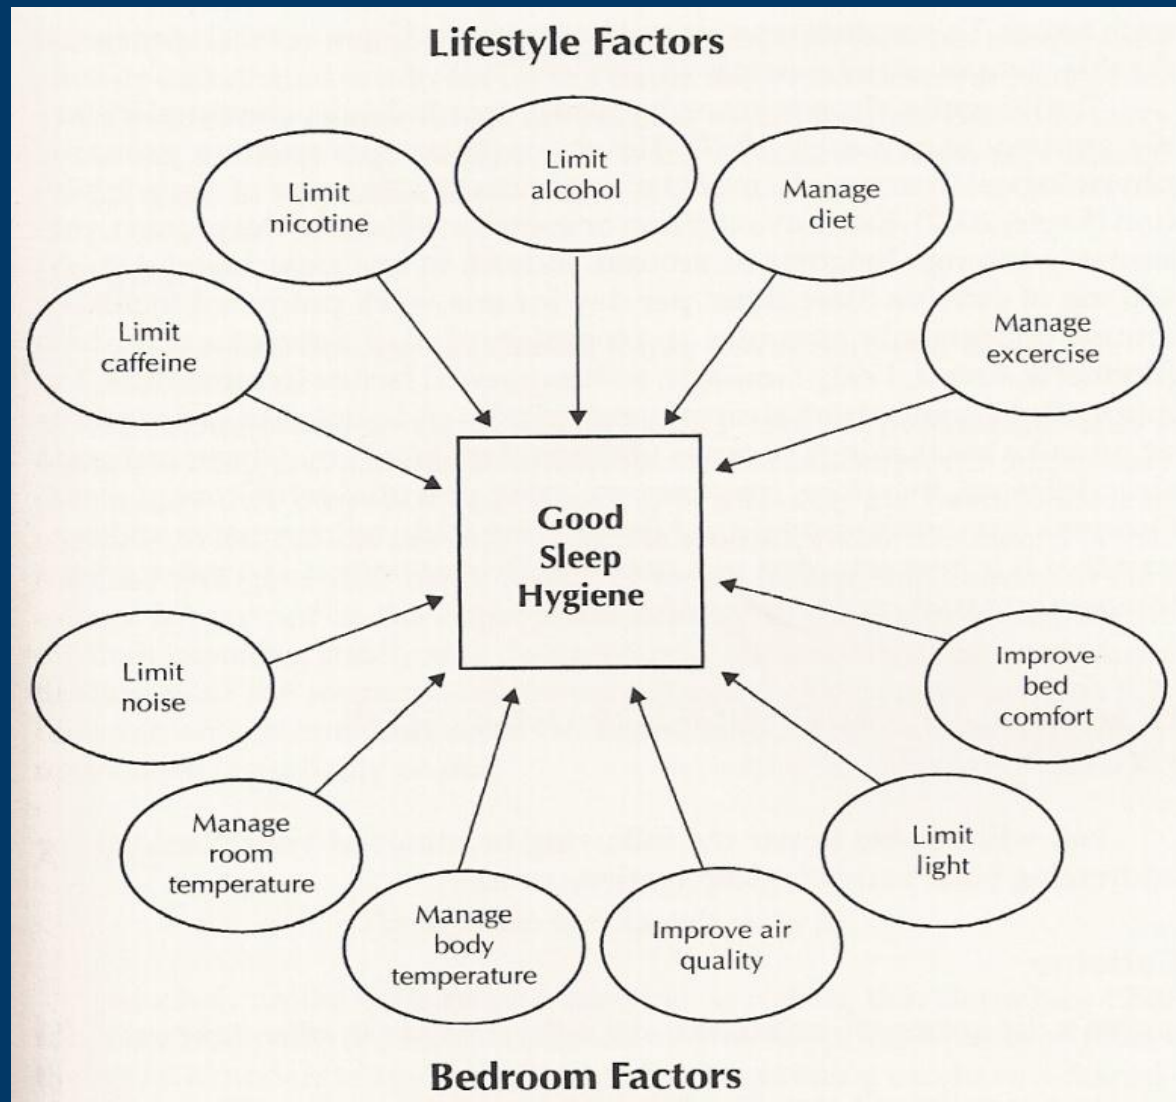 Lifestyle Factors
Limit
caffeine
Limit
nicotine
Limit
alcohol
Manage
diet
Manage
excercise
Good
Sleep
Hygiene
Limit
noise
Manage
room
temperature
Manage
body
temperature
Improve air
quality
Limit
light
Improve
bed
comfort
Bedroom Factors